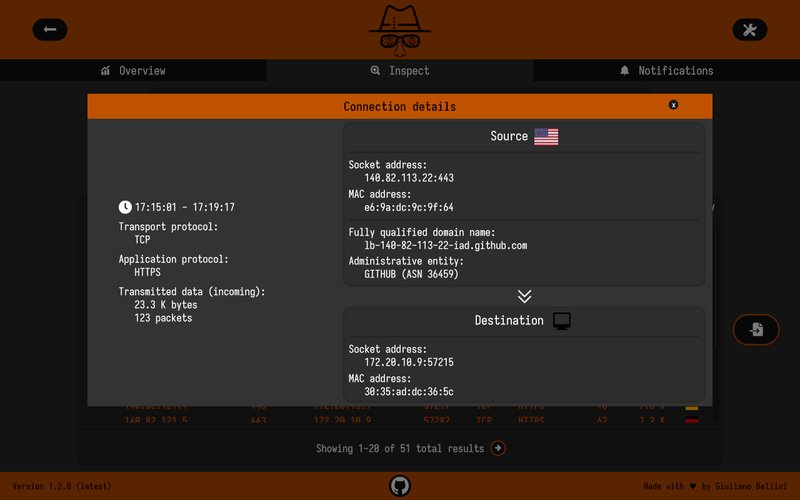 Overview
Inspect
Notifications
Connection details
x
17:15:01 - 17:19:17
Transport protocol:
TCP
Application protocol:
HTTPS
Transmitted data (incoming):
23.3 K bytes
123 packets
Source
Socket address:
140.82.113.22:443
MAC address:
e6:9a:dc:9c:9f:64
Fully qualified domain name:
lb-140-82-113-22-iad.github.com
Administrative entity:
GITHUB (ASN 36459)
Destination
Socket address:
172.20.10.9:57215
MAC address:
30:35:ad:dc:36:5c
140.82.121.5 443 172.20.10.9 57282 TCP HTTPS 62 7.2 K
Showing 1-20 of 51 total results
Version 1.2.0 (latest)
Made with ♥ by Giuliano Bellini